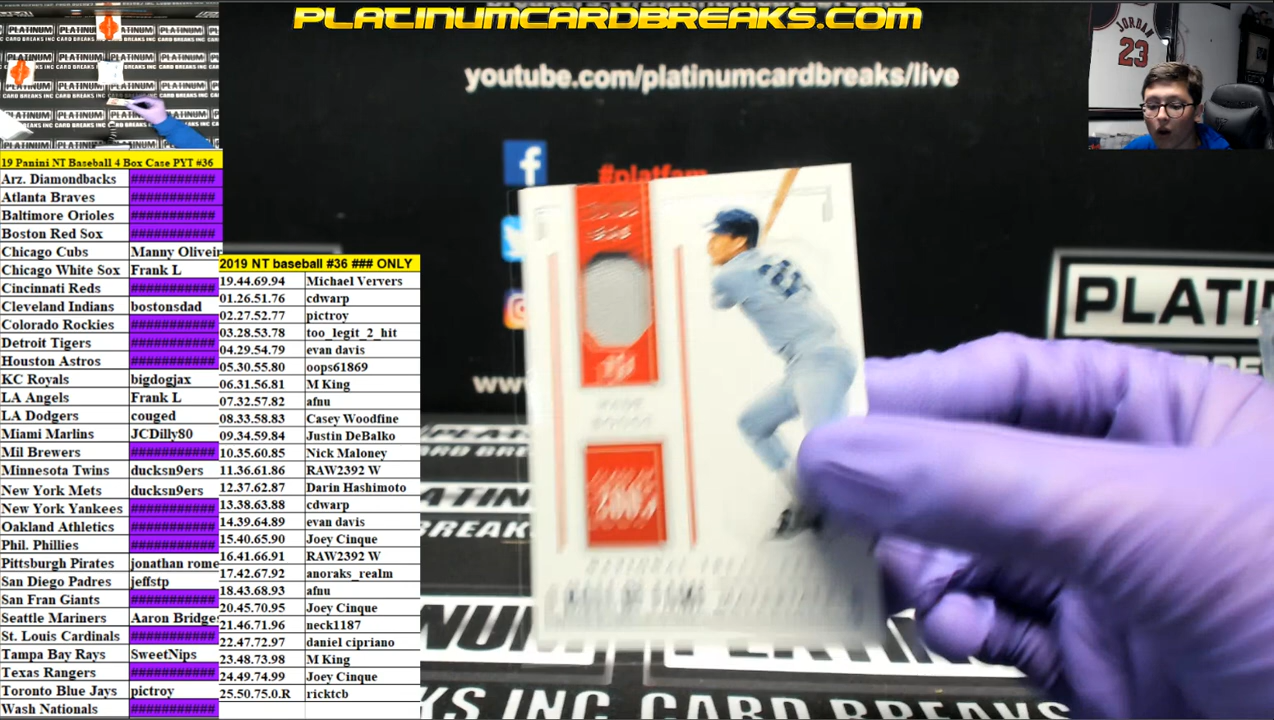 PLATINUMCARDBREAKS.COM
youtube.com/platinumcardbreaks/live
#platfam
JORDAN
23
19 Panini NT Baseball 4 Box Case PYT #36
Arz. Diamondbacks ###########
Atlanta Braves ###########
Baltimore Orioles ###########
Boston Red Sox ###########
Chicago Cubs Manny Oliveir
Chicago White Sox Frank L
Cincinnati Reds ###########
Cleveland Indians bostonsdad
Colorado Rockies ###########
Detroit Tigers ###########
Houston Astros ###########
KC Royals bigdogjax
LA Angels Frank L
LA Dodgers couged
Miami Marlins JCDilly80
Mil Brewers ###########
Minnesota Twins ducksn9ers
New York Mets ducksn9ers
New York Yankees ###########
Oakland Athletics ###########
Phil. Phillies ###########
Pittsburgh Pirates jonathan rome
San Diego Padres jeffstp
San Fran Giants ###########
Seattle Mariners Aaron Bridges
St. Louis Cardinals ###########
Tampa Bay Rays SweetNips
Texas Rangers ###########
Toronto Blue Jays pictroy
Wash Nationals ###########
2019 NT baseball #36 ### ONLY
19.44.69.94 Michael Ververs
01.26.51.76 cdwarp
02.27.52.77 pictroy
03.28.53.78 too_legit_2_hit
04.29.54.79 evan davis
05.30.55.80 oops61869
06.31.56.81 M King
07.32.57.82 afnu
08.33.58.83 Casey Woodfine
09.34.59.84 Justin DeBalko
10.35.60.85 Nick Maloney
11.36.61.86 RAW2392 W
12.37.62.87 Darin Hashimoto
13.38.63.88 cdwarp
14.39.64.89 evan davis
15.40.65.90 Joey Cinque
16.41.66.91 RAW2392 W
17.42.67.92 anoraks_realm
18.43.68.93 afnu
20.45.70.95 Joey Cinque
21.46.71.96 neck1187
22.47.72.97 daniel cipriano
23.48.73.98 M King
24.49.74.99 Joey Cinque
25.50.75.0.R ricktcb
WADE
BOGGS
PLATI
BREAKS INC CARD BREAKS